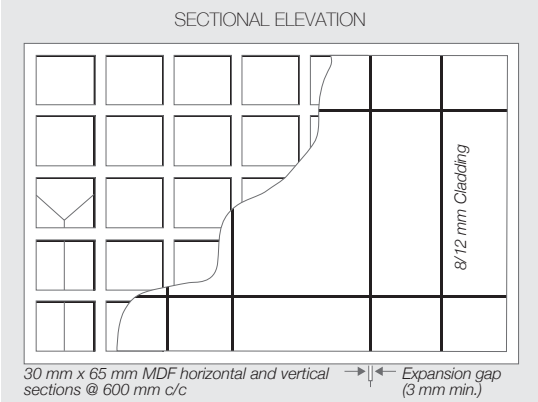 SECTIONAL ELEVATION
8/12 mm Cladding
30 mm x 65 mm MDF horizontal and vertical
sections @ 600 mm c/c
Expansion gap
(3 mm min.)